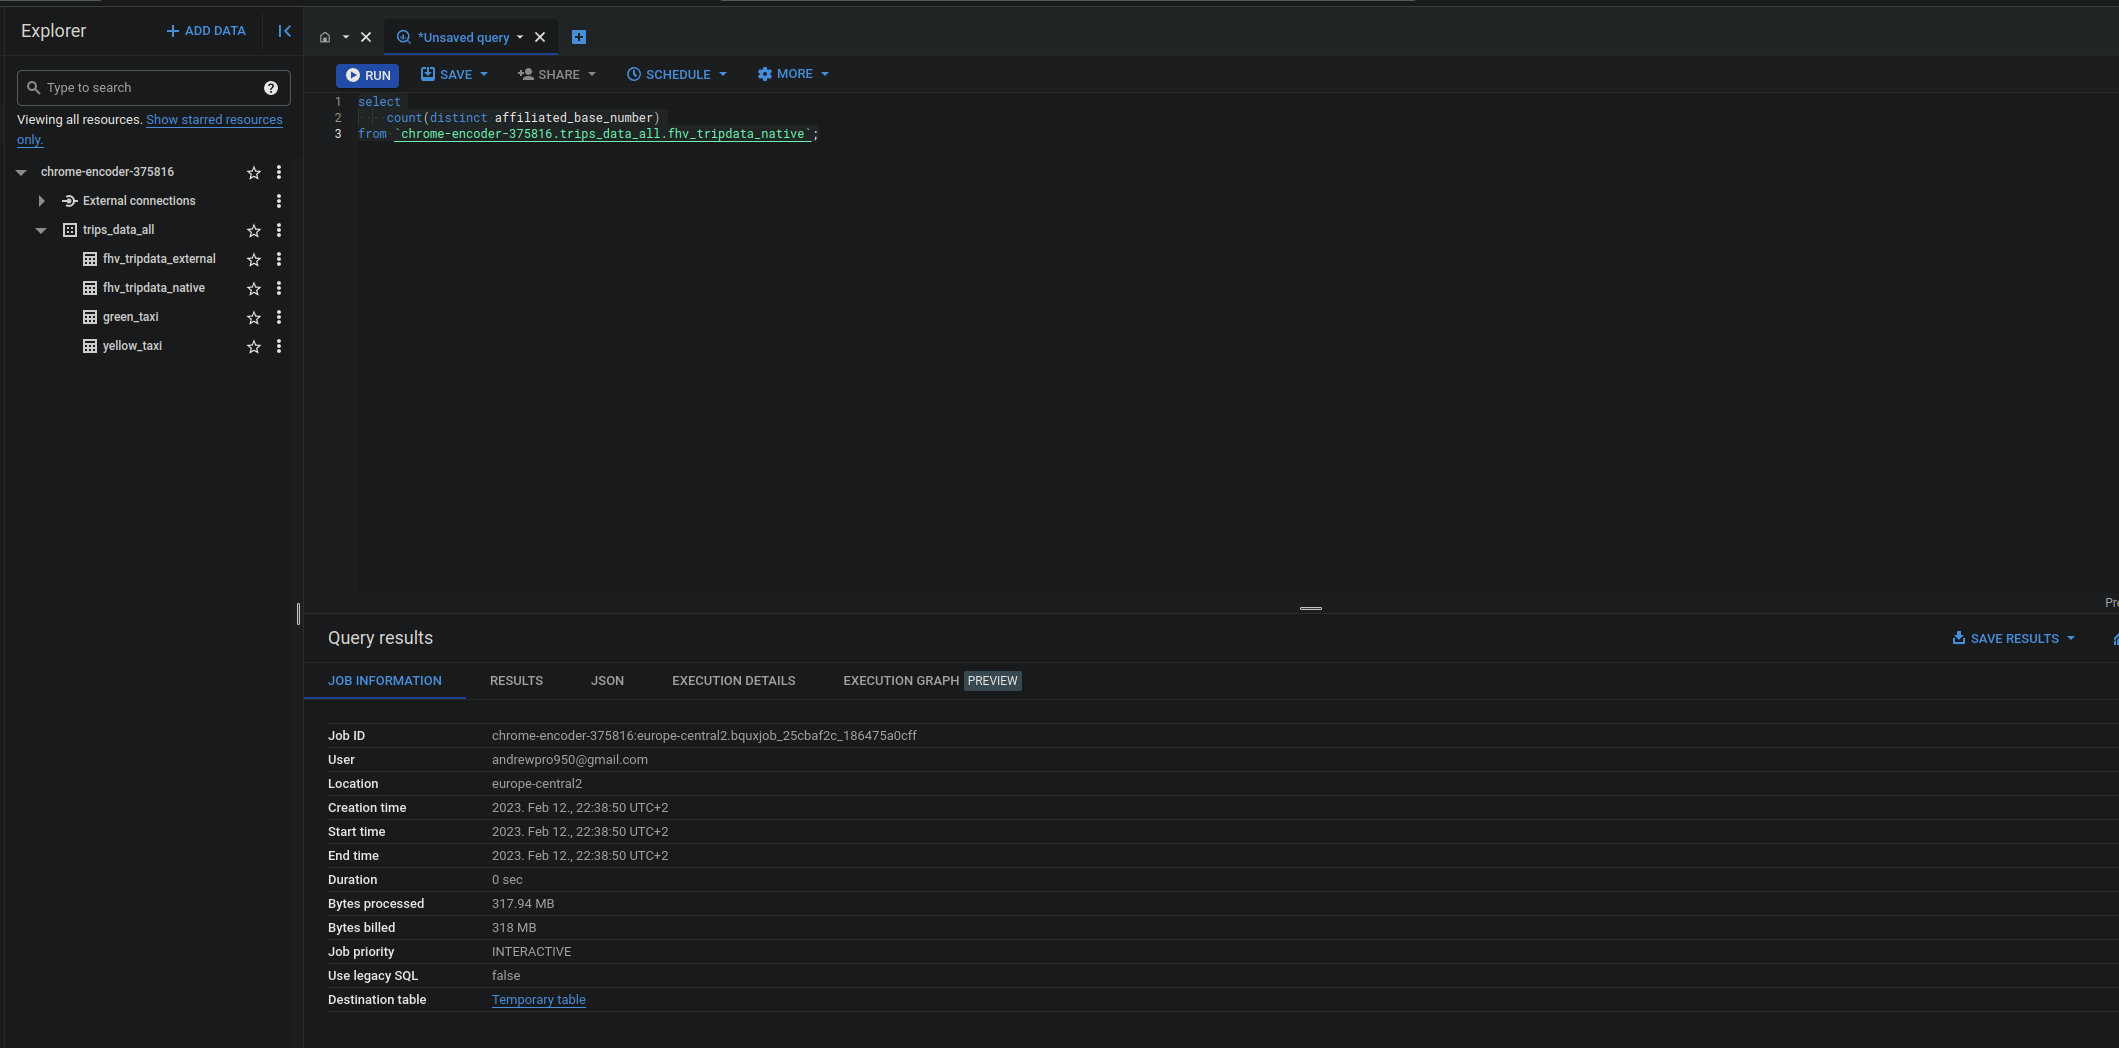 Explorer
ADD DATA
Type to search
Viewing all resources. Show starred resources
only.
chrome-encoder-375816
External connections
trips_data_all
fhv_tripdata_external
fhv_tripdata_native
green_taxi
yellow_taxi
*Unsaved query
RUN
SAVE
SHARE
SCHEDULE
MORE
1 select
2 count(distinct affiliated_base_number)
3 from `chrome-encoder-375816.trips_data_all.fhv_tripdata_native`;
Query results
SAVE RESULTS
JOB INFORMATION
RESULTS
JSON
EXECUTION DETAILS
EXECUTION GRAPH PREVIEW
Job ID chrome-encoder-375816:europe-central2.bquxjob_25cbaf2c_186475a0cff
User andrewpro950@gmail.com
Location europe-central2
Creation time 2023. Feb 12., 22:38:50 UTC+2
Start time 2023. Feb 12., 22:38:50 UTC+2
End time 2023. Feb 12., 22:38:50 UTC+2
Duration 0 sec
Bytes processed 317.94 MB
Bytes billed 318 MB
Job priority INTERACTIVE
Use legacy SQL false
Destination table Temporary table